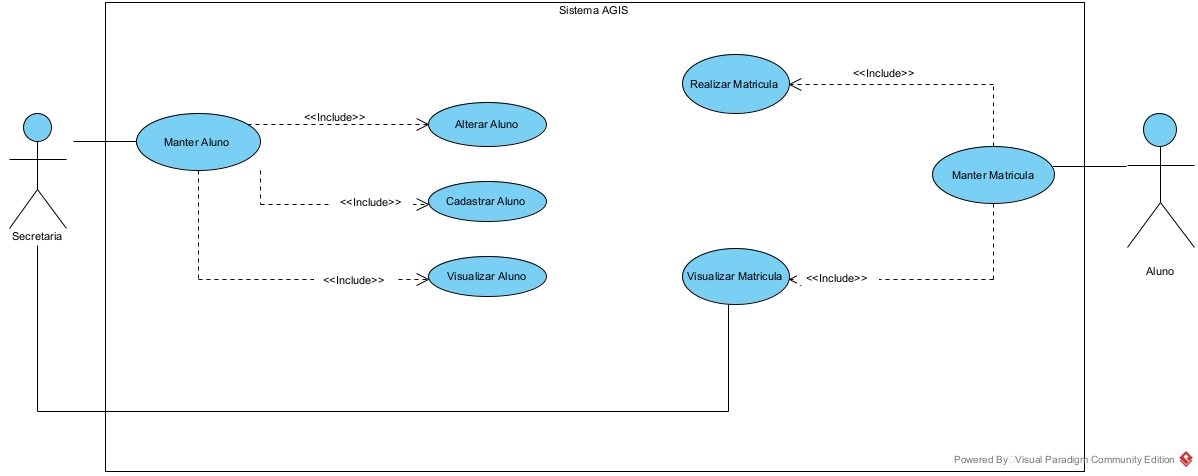 Sistema AGIS
Realizar Matricula
<<Include>>
<<Include>>
Alterar Aluno
Manter Aluno
Manter Matricula
<<Include>>
Cadastrar Aluno
Secretaria
Aluno
<<Include>>
Visualizar Aluno
Visualizar Matricula
<<Include>>
Powered By Visual Paradigm Community Edition